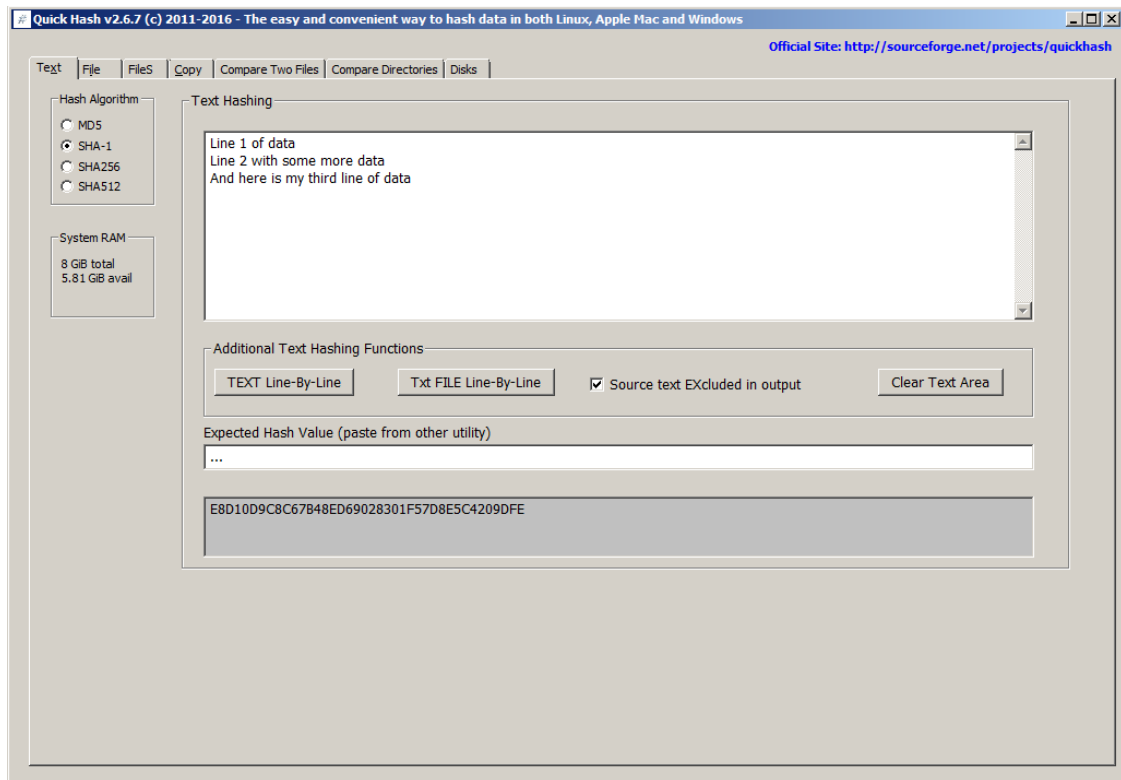 Quick Hash v2.6.7 (c) 2011-2016 - The easy and convenient way to hash data in both Linux, Apple Mac and Windows
Official Site: http://sourceforge.net/projects/quickhash
Text File FileS Copy Compare Two Files Compare Directories Disks
Hash Algorithm
MD5
SHA-1
SHA256
SHA512
System RAM
8 GiB total
5.81 GiB avail
Text Hashing
Line 1 of data
Line 2 with some more data
And here is my third line of data
Additional Text Hashing Functions
TEXT Line-By-Line Txt FILE Line-By-Line Source text EXcluded in output Clear Text Area
Expected Hash Value (paste from other utility)
...
E8D10D9C8C67B48ED69028301F57D8E5C4209DFE